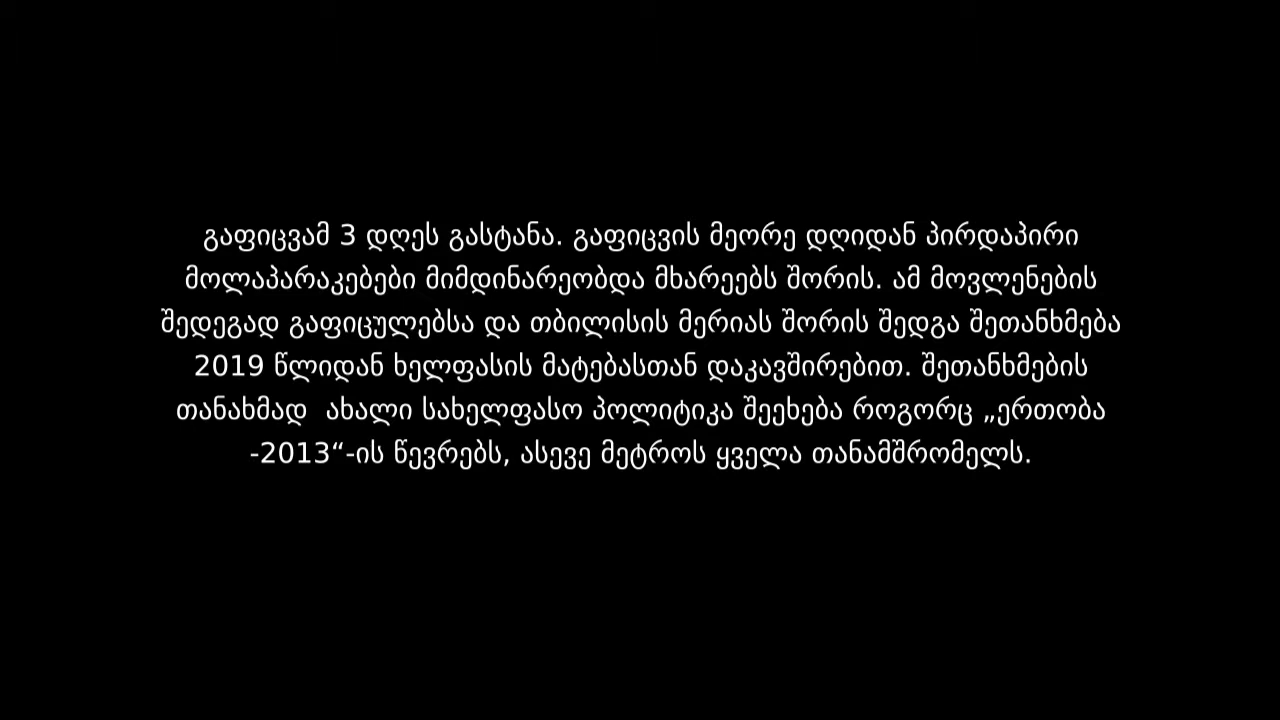 გაფიცვამ 3 დღეს გასტანა. გაფიცვის მეორე დღიდან პირდაპირი
მოლაპარაკებები მიმდინარეობდა მხარეებს შორის. ამ მოვლენების
შედეგად გაფიცულებსა და თბილისის მერიას შორის შედგა შეთანხმება
2019 წლიდან ხელფასის მატებასთან დაკავშირებით. შეთანხმების
თანახმად  ახალი სახელფასო პოლიტიკა შეეხება როგორც „ერთობა
-2013“-ის წევრებს, ასევე მეტროს ყველა თანამშრომელს.